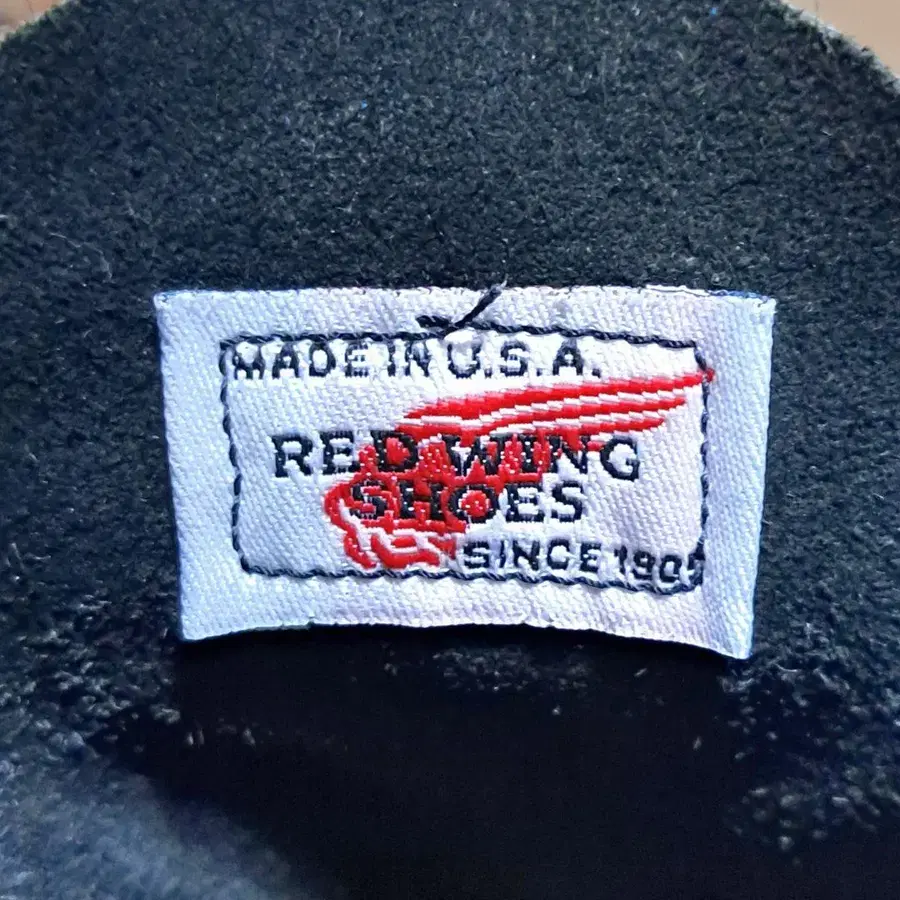 MADE IN U.S.A.
RED WING
SHOES
SINCE 1905